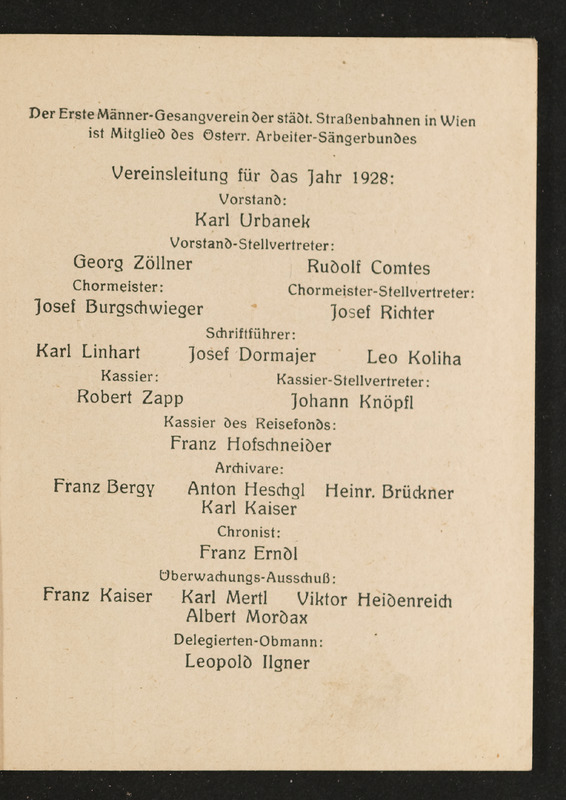 Der Erste Männer-Gesangverein der städt. Straßenbahnen in Wien
ist Mitglied des Österr. Arbeiter-Sängerbundes
Vereinsleitung für das Jahr 1928:
Vorstand:
Karl Urbanek
Vorstand-Stellvertreter:
Georg Zöllner Rudolf Comtes
Chormeister: Chormeister-Stellvertreter:
Josef Burgschwieger Josef Richter
Schriftführer:
Karl Linhart Josef Dormajer Leo Koliha
Kassier: Kassier-Stellvertreter:
Robert Zapp Johann Knöpfl
Kassier des Reisefonds:
Franz Hofschneider
Archivare:
Franz Bergy Anton Heschgl Heinr. Brückner
Karl Kaiser
Chronist:
Franz Erndl
Überwachungs-Ausschuß:
Franz Kaiser Karl Mertl Viktor Heidenreich
Albert Mordax
Delegierten-Obmann:
Leopold Ilgner